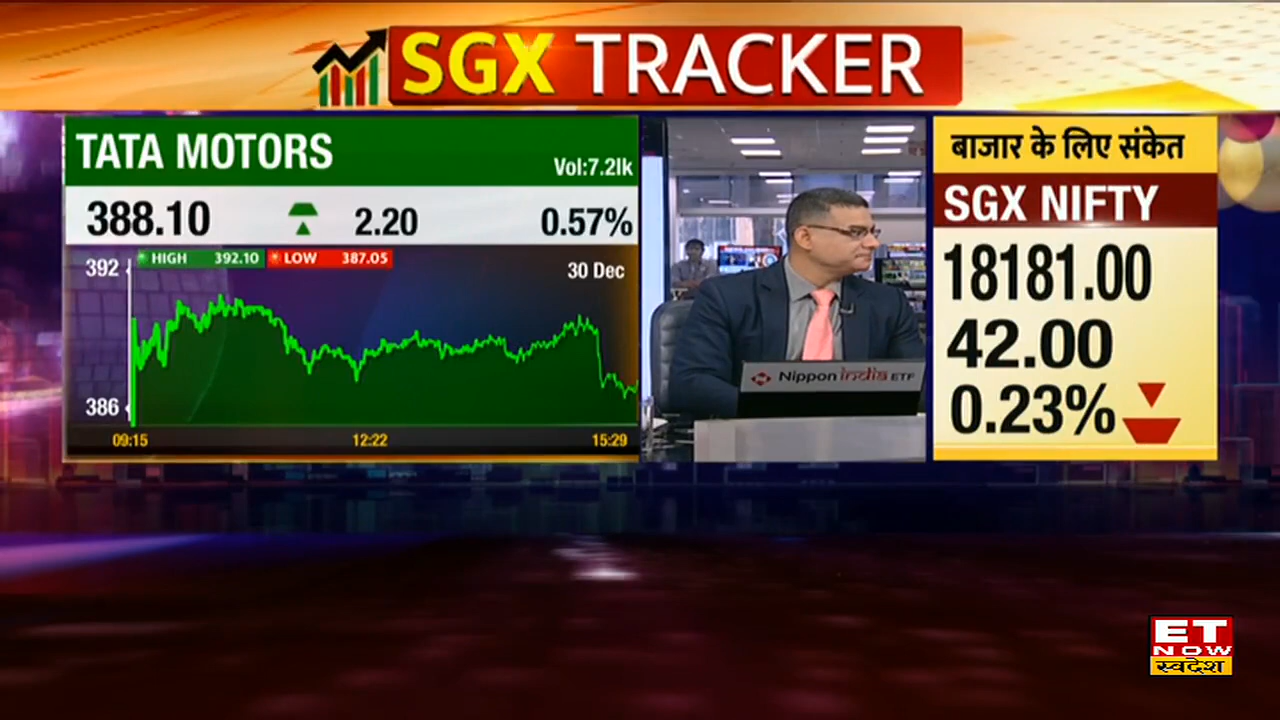 SGX TRACKER
TATA MOTORS
Vol:7.2lk
388.10 2.20 0.57%
HIGH 392.10 LOW 387.05
392
30 Dec
386
09:15 12:22 15:29
Nippon india ETF
बाजार के लिए संकेत
SGX NIFTY
18181.00
42.00
0.23%
ET
NOW
स्वदेश